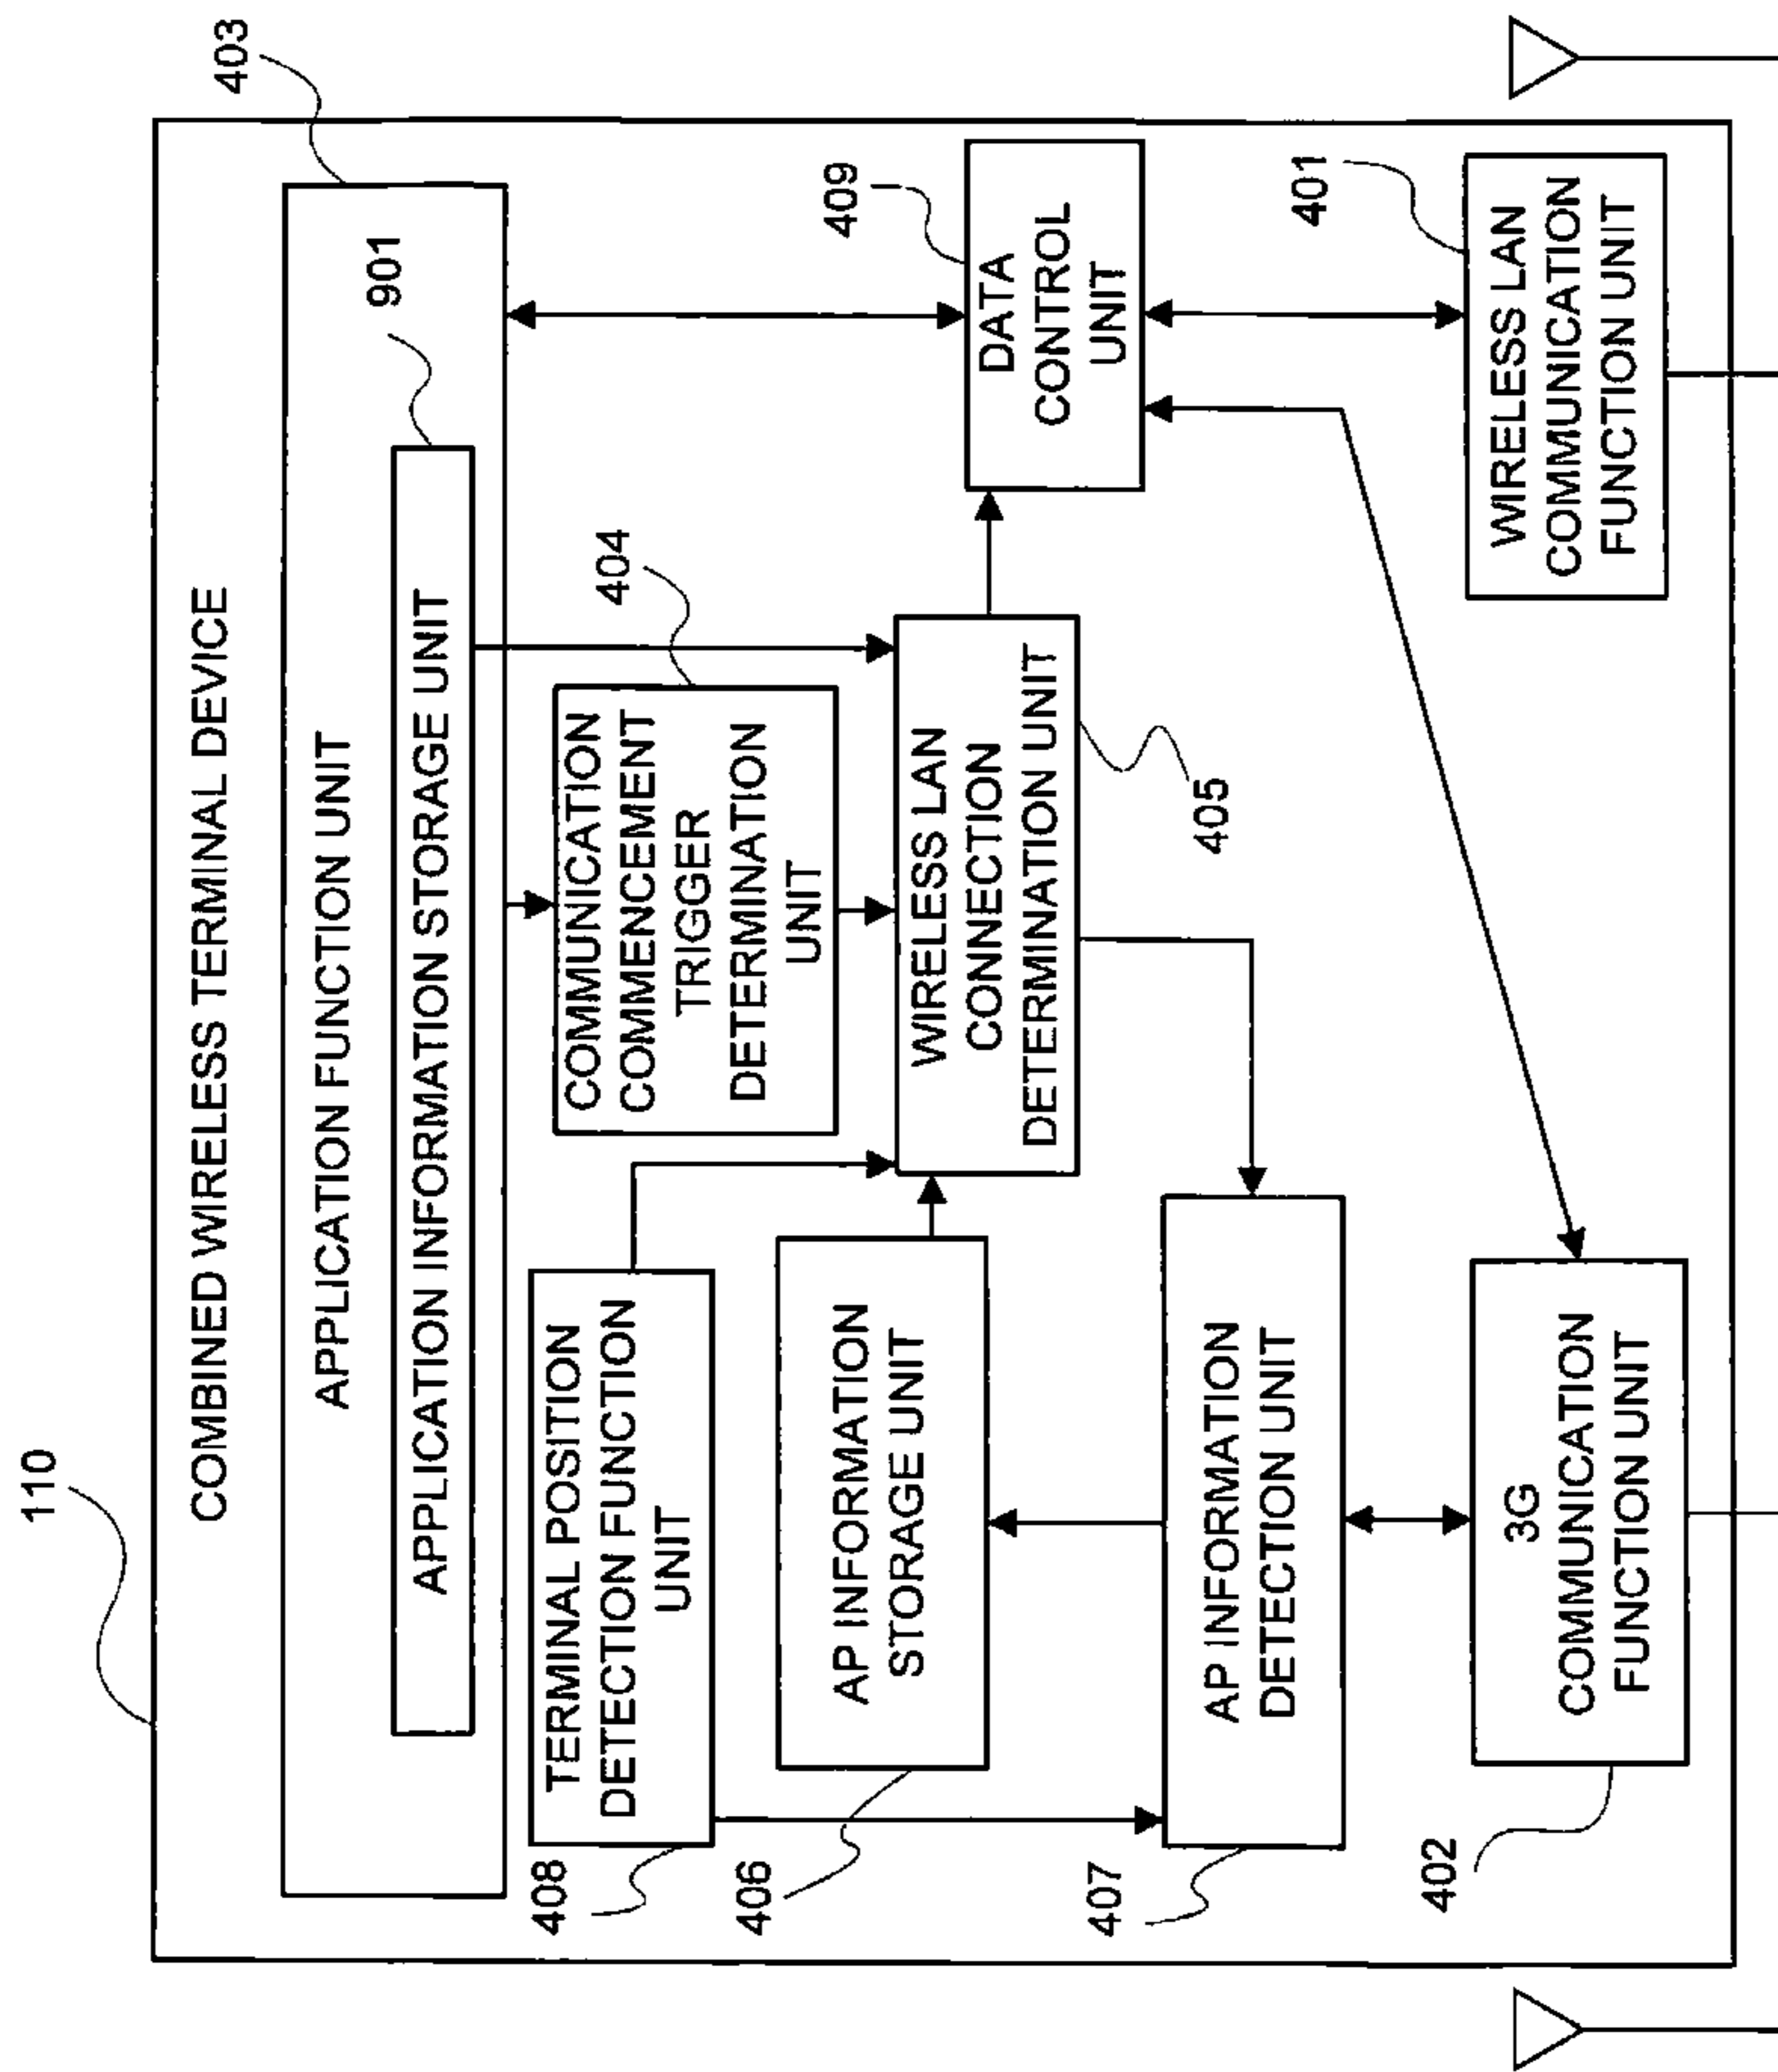 110
COMBINED WIRELESS TERMINAL DEVICE
403
APPLICATION FUNCTION UNIT
901
APPLICATION INFORMATION STORAGE UNIT
408
TERMINAL POSITION
DETECTION FUNCTION
UNIT
404
COMMUNICATION
COMMENCEMENT
TRIGGER
DETERMINATION
UNIT
406
AP INFORMATION
STORAGE UNIT
WIRELESS LAN
CONNECTION
DETERMINATION UNIT
405
409
DATA
CONTROL
UNIT
407
AP INFORMATION
DETECTION UNIT
402
3G
COMMUNICATION
FUNCTION UNIT
401
WIRELESS LAN
COMMUNICATION
FUNCTION UNIT